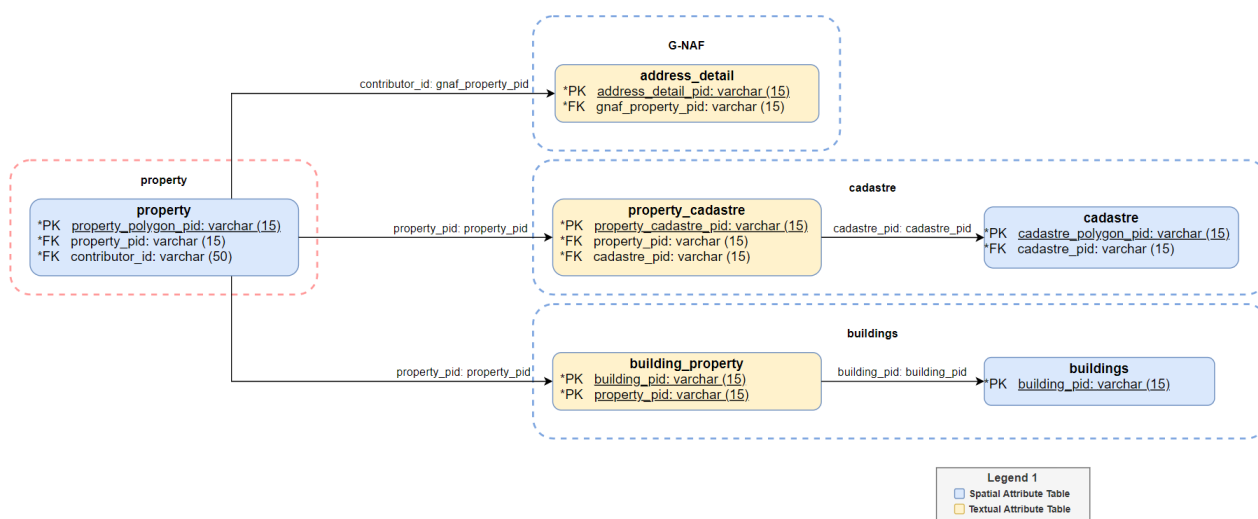 G-NAF
address_detail
*PK address_detail_pid: varchar (15)
*FK gnaf_property_pid: varchar (15)
contributor_id: gnaf_property_pid
property
property
*PK property_polygon_pid: varchar (15)
*FK property_pid: varchar (15)
*FK contributor_id: varchar (50)
property_pid: property_pid
cadastre
property_cadastre
*PK property_cadastre_pid: varchar (15)
*FK property_pid: varchar (15)
*FK cadastre_pid: varchar (15)
cadastre_pid: cadastre_pid
cadastre
*PK cadastre_polygon_pid: varchar (15)
*FK cadastre_pid: varchar (15)
property_pid: property_pid
buildings
building_property
*PK building_pid: varchar (15)
*PK property_pid: varchar (15)
building_pid: building_pid
buildings
*PK building_pid: varchar (15)
Legend 1
Spatial Attribute Table
Textual Attribute Table